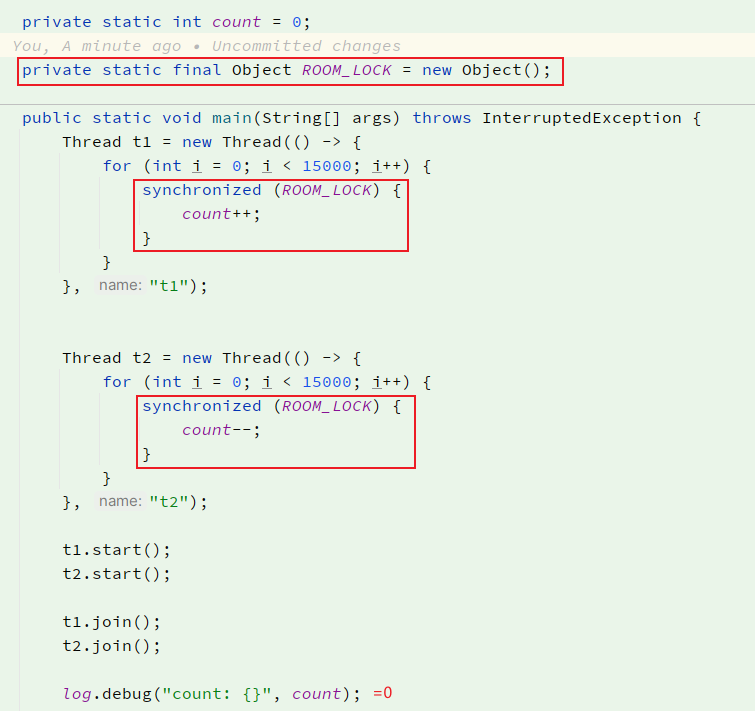 private static int count = 0;
You, A minute ago • Uncommitted changes
private static final Object ROOM_LOCK = new Object();
public static void main(String[] args) throws InterruptedException {
Thread t1 = new Thread(() -> {
for (int i = 0; i < 15000; i++) {
synchronized (ROOM_LOCK) {
count++;
}
}
}, name: "t1");
Thread t2 = new Thread(() -> {
for (int i = 0; i < 15000; i++) {
synchronized (ROOM_LOCK) {
count--;
}
}
}, name: "t2");
t1.start();
t2.start();
t1.join();
t2.join();
log.debug("count: {}", count); =0